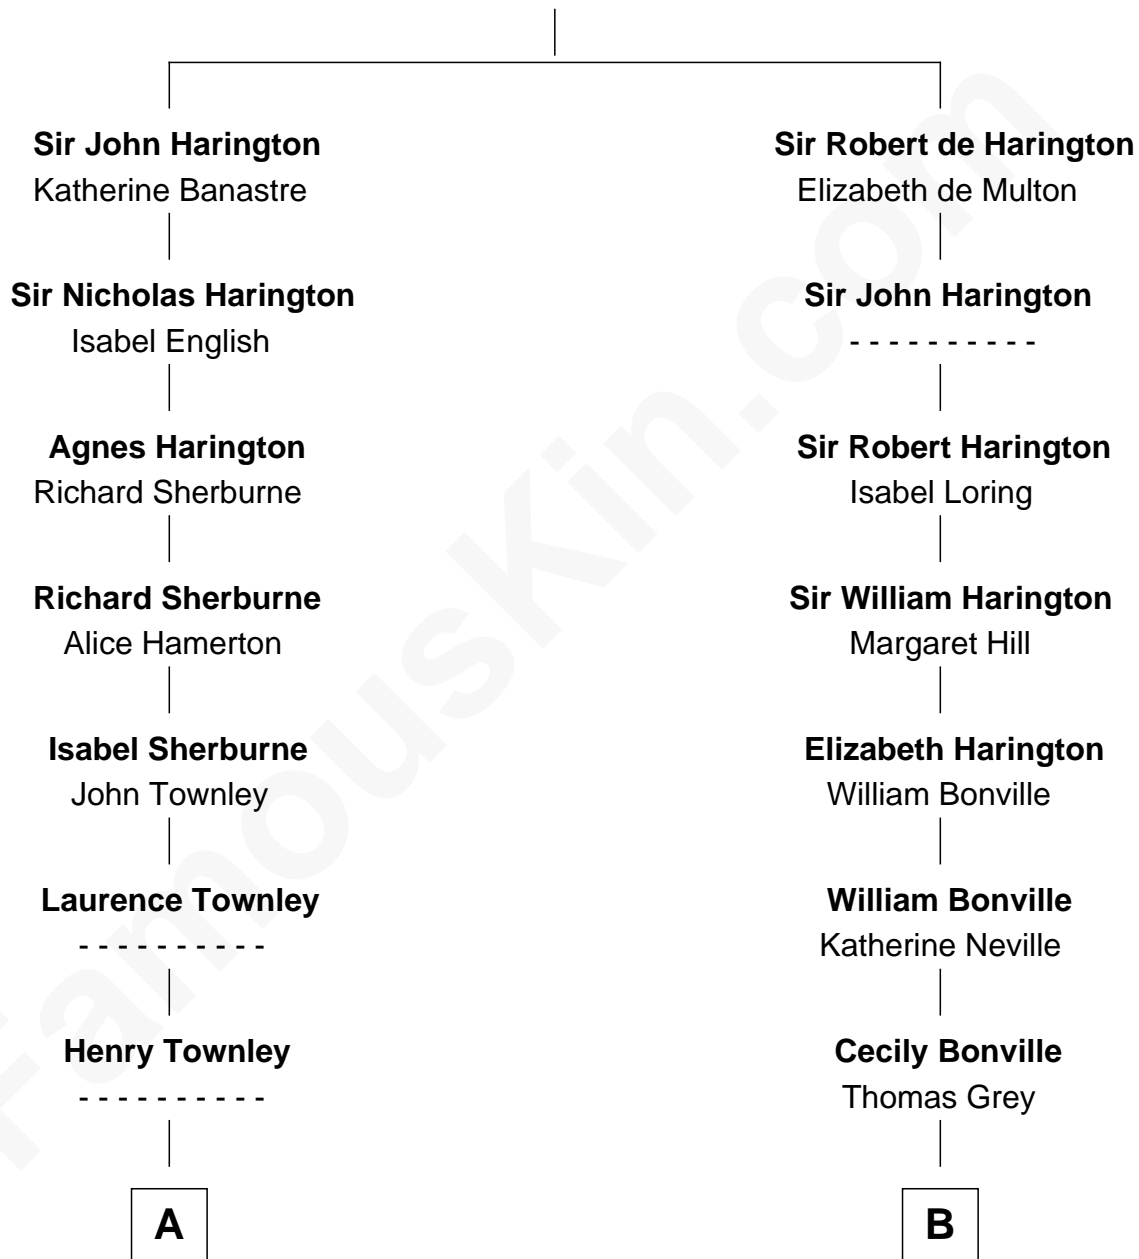 Sir John Harington
Katherine Banastre
Sir Nicholas Harington
Isabel English
Agnes Harington
Richard Sherburne
Richard Sherburne
Alice Hamerton
Isabel Sherburne
John Townley
Laurence Townley
- - - - - - - - - -
Henry Townley
- - - - - - - - - -
A
Sir Robert de Harington
Elizabeth de Multon
Sir John Harington
- - - - - - - - - -
Sir Robert Harington
Isabel Loring
Sir William Harington
Margaret Hill
Elizabeth Harington
William Bonville
William Bonville
Katherine Neville
Cecily Bonville
Thomas Grey
B
FamousKin.com